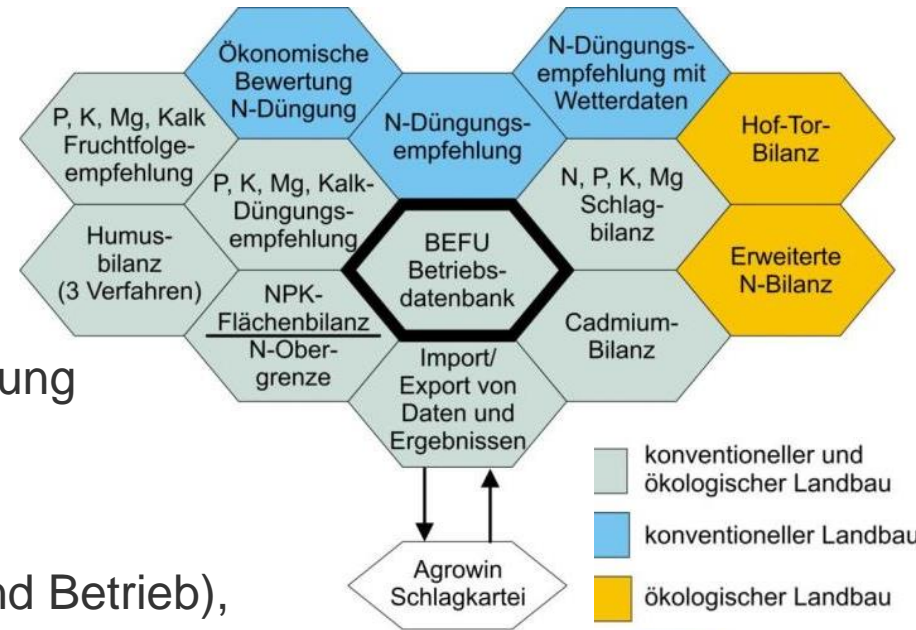 Ökonomische
Bewertung
N-Düngung
N-Düngungs-
empfehlung mit
Wetterdaten
P, K, Mg, Kalk
Fruchtfolge-
empfehlung
N-Düngungs-
empfehlung
Hof-Tor-
Bilanz
P, K, Mg, Kalk-
Düngungs-
empfehlung
N, P, K, Mg
Schlag-
bilanz
Humus-
bilanz
(3 Verfahren)
BEFU
Betriebs-
datenbank
Erweiterte
N-Bilanz
NPK-
Flächenbilanz
N-Ober-
grenze
Cadmium-
Bilanz
Import/
Export von
Daten und
Ergebnissen
ung
konventioneller und
ökologischer Landbau
konventioneller Landbau
ökologischer Landbau
Agrowin
Schlagkartei
nd Betrieb),